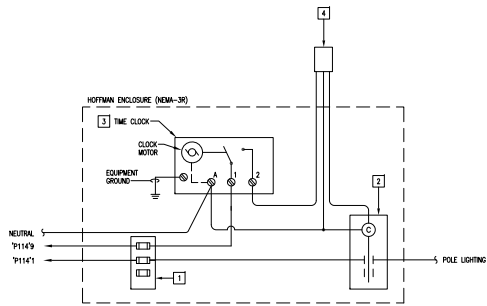 4
HOFFMAN ENCLOSURE (NEMA-3R)
3 TIME CLOCK
CLOCK
MOTOR
EQUIPMENT
GROUND
A 1 2
2
C
NEUTRAL
'P114'9
'P114'1
POLE LIGHTING
1